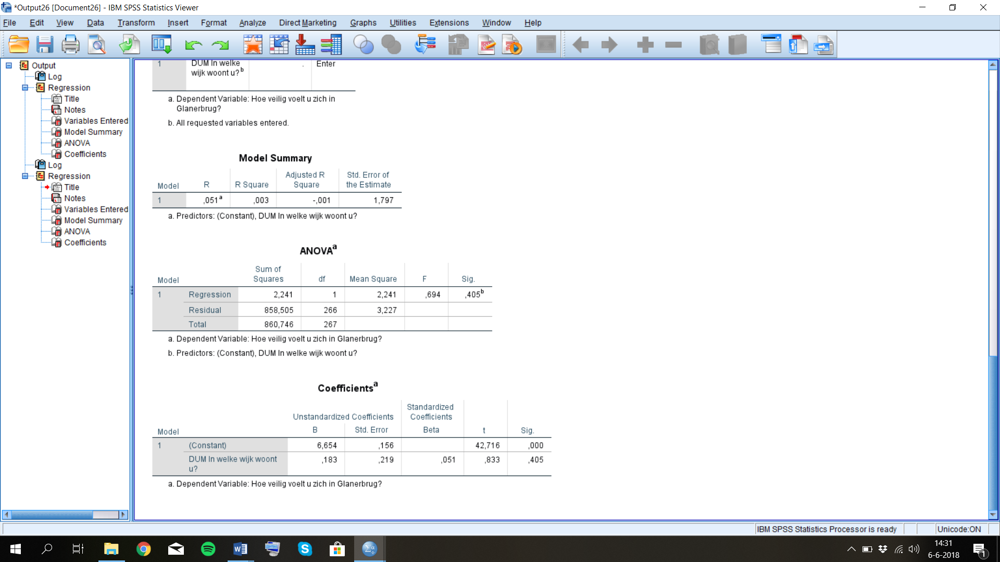 *Output26 [Document26] - IBM SPSS Statistics Viewer
File Edit View Data Transform Insert Format Analyze Direct Marketing Graphs Utilities Extensions Window Help
Output
Log
Regression
Title
Notes
Variables Entered
Model Summary
ANOVA
Coefficients
Log
Regression
Title
Notes
Variables Entered
Model Summary
ANOVA
Coefficients
1 DUM In welke . Enter
wijk woont u?b
a. Dependent Variable: Hoe veilig voelt u zich in
Glanerbrug?
b. All requested variables entered.
Model Summary
Adjusted R Std. Error of
Model R R Square Square the Estimate
1 ,051a ,003 -,001 1,797
a. Predictors: (Constant), DUM In welke wijk woont u?
ANOVAa
Sum of
Model Squares df Mean Square F Sig.
1 Regression 2,241 1 2,241 ,694 ,405b
Residual 858,505 266 3,227
Total 860,746 267
a. Dependent Variable: Hoe veilig voelt u zich in Glanerbrug?
b. Predictors: (Constant), DUM In welke wijk woont u?
Coefficientsa
Standardized
Unstandardized Coefficients Coefficients
Model B Std. Error Beta t Sig.
1 (Constant) 6,654 ,156 42,716 ,000
DUM In welke wijk woont ,183 ,219 ,051 ,833 ,405
u?
a. Dependent Variable: Hoe veilig voelt u zich in Glanerbrug?
IBM SPSS Statistics Processor is ready Unicode:ON
14:31
6-6-2018
1